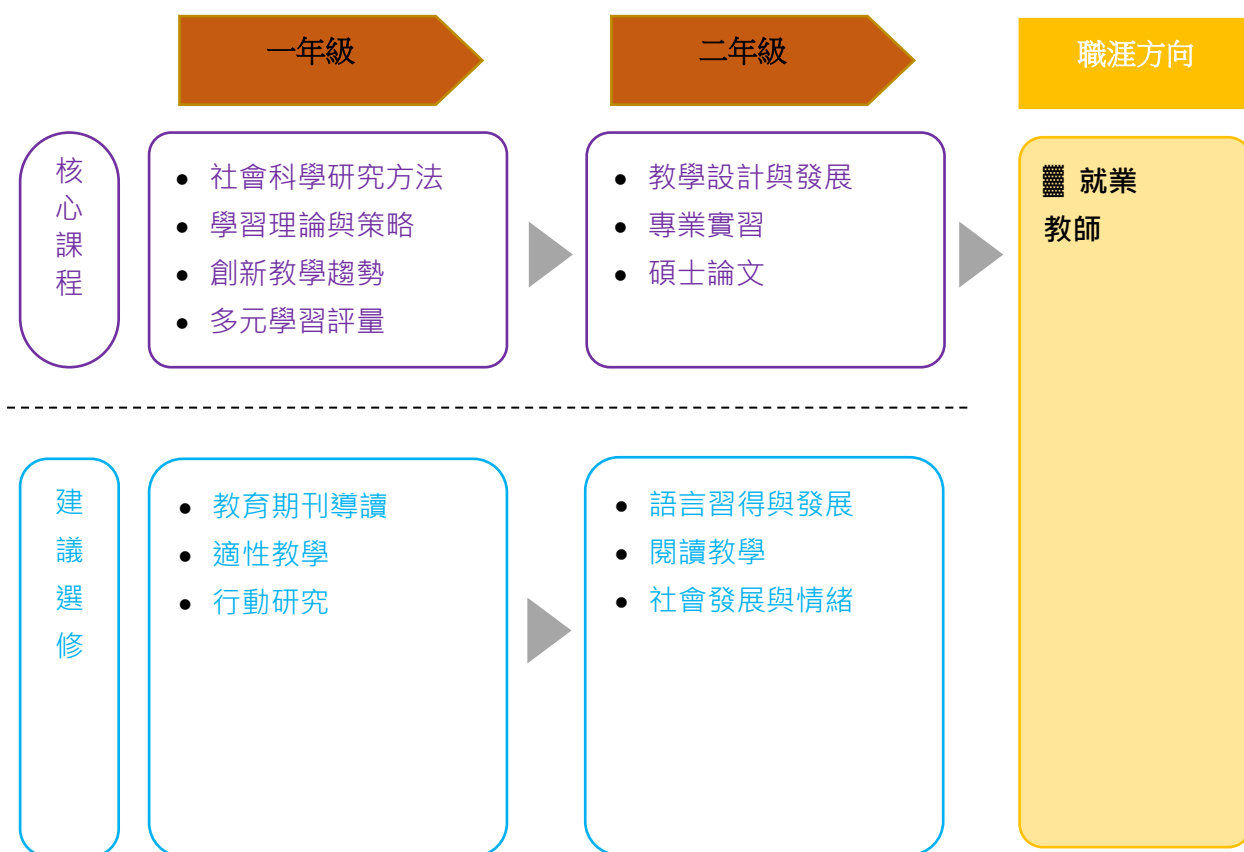 一年級
二年級
職涯方向
核心課程
● 社會科學研究方法
● 學習理論與策略
● 創新教學趨勢
● 多元學習評量
● 教學設計與發展
● 專業實習
● 碩士論文
▓ 就業
教師
建議選修
● 教育期刊導讀
● 適性教學
● 行動研究
● 語言習得與發展
● 閱讀教學
● 社會發展與情緒